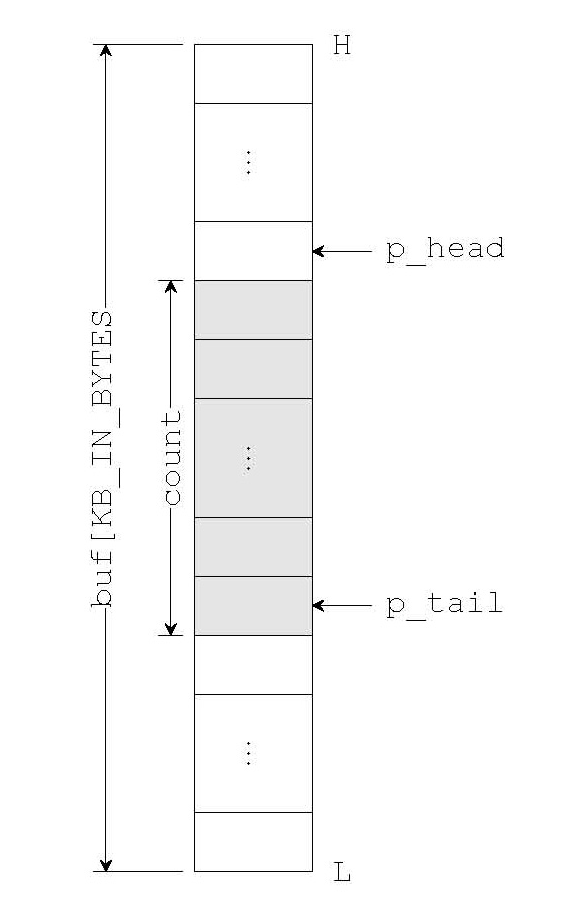 H
p_head
buf[KB_IN_BYTES
count
p_tail
L